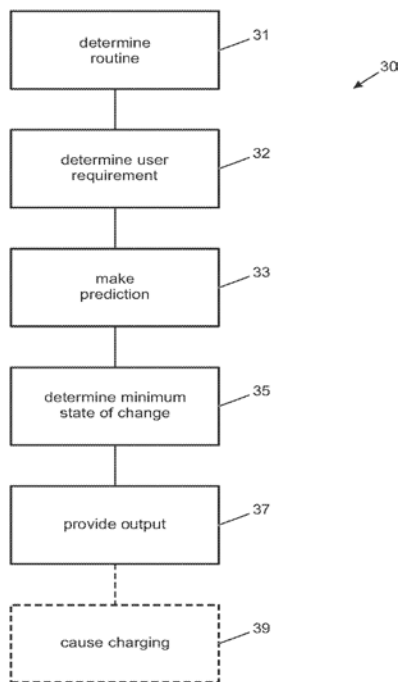 determine
routine
31
30
determine user
requirement
32
make
prediction
33
determine minimum
state of change
35
provide output
37
cause charging
39